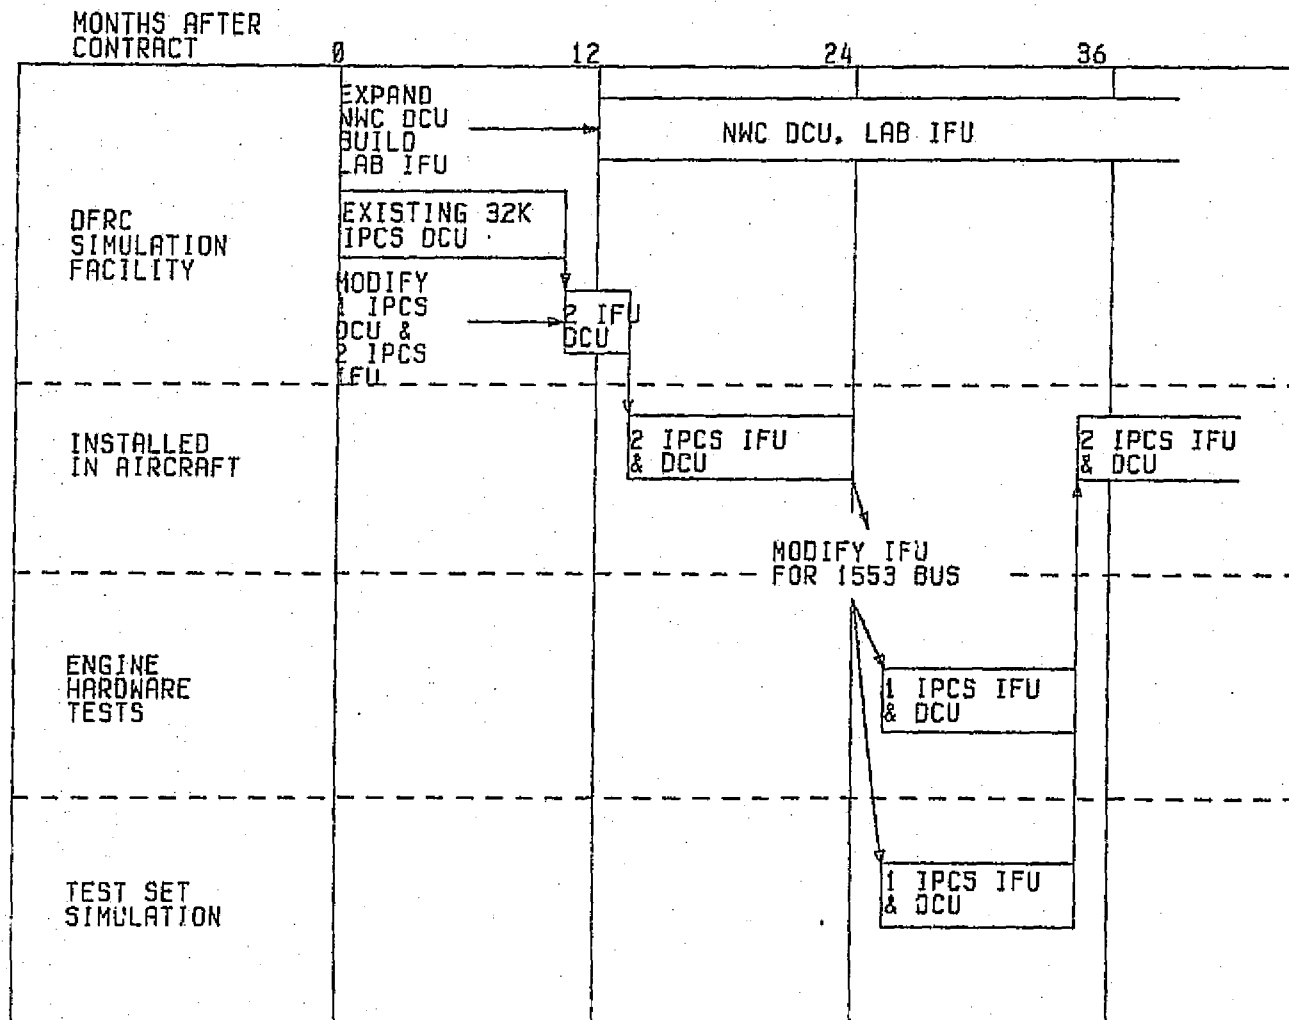 MONTHS AFTER
CONTRACT
0 12 24 36
EXPAND
NWC DCU
BUILD
LAB IFU
NWC DCU, LAB IFU
DFRC
SIMULATION
FACILITY
EXISTING 32K
IPCS DCU
MODIFY
1 IPCS
DCU &
2 IPCS
IFU
2 IFU
DCU
INSTALLED
IN AIRCRAFT
2 IPCS IFU
& DCU
2 IPCS IFU
& DCU
MODIFY IFU
FOR 1553 BUS
ENGINE
HARDWARE
TESTS
1 IPCS IFU
& DCU
TEST SET
SIMULATION
1 IPCS IFU
& DCU